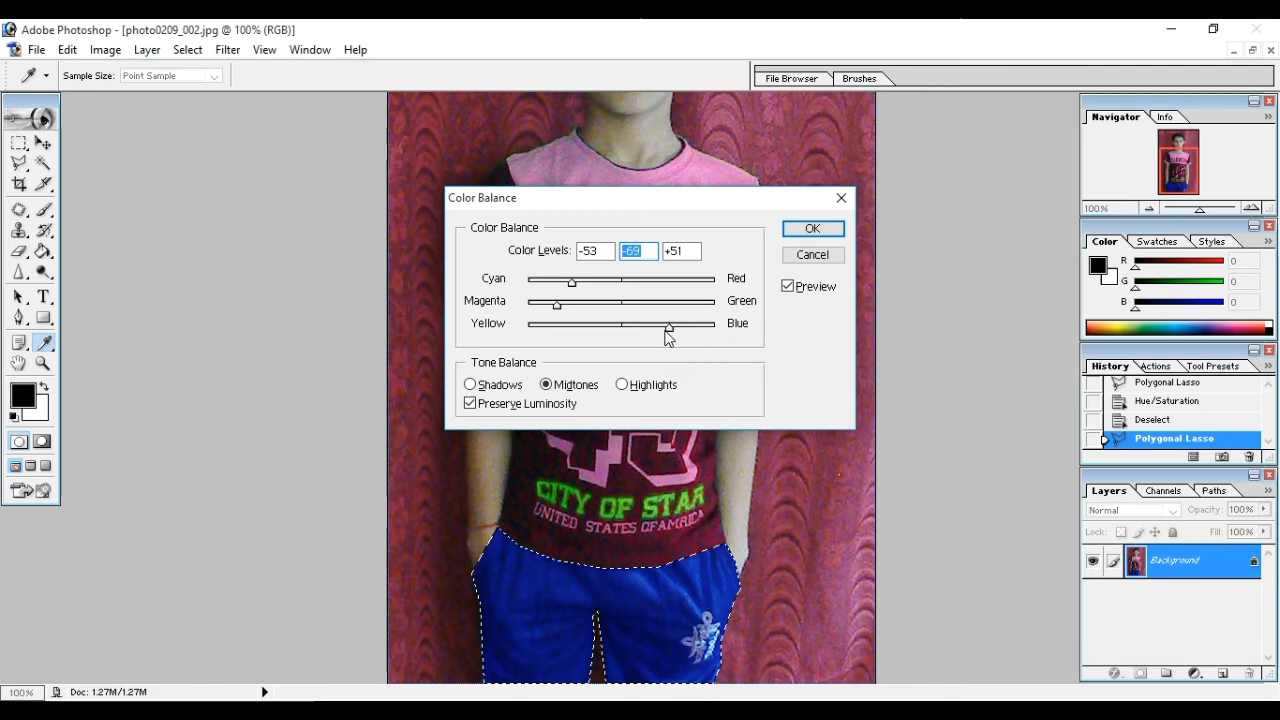 Adobe Photoshop - [photo0209_002.jpg @ 100% (RGB)]
File Edit Image Layer Select Filter View Window Help
Sample Size: Point Sample
File Browser Brushes
Navigator Info
100%
Color Swatches Styles
R 0
G 0
B 0
History Actions Tool Presets
Polygonal Lasso
Hue/Saturation
Deselect
Polygonal Lasso
Layers Channels Paths
Normal Opacity: 100%
Lock: Fill: 100%
Background
Color Balance
Color Balance
Color Levels: -53 -69 +51
Cyan Red
Magenta Green
Yellow Blue
Tone Balance
Shadows Midtones Highlights
Preserve Luminosity
OK
Cancel
Preview
CITY OF STAR
UNITED STATES OFAMRICA
100% Doc: 1.27M/1.27M